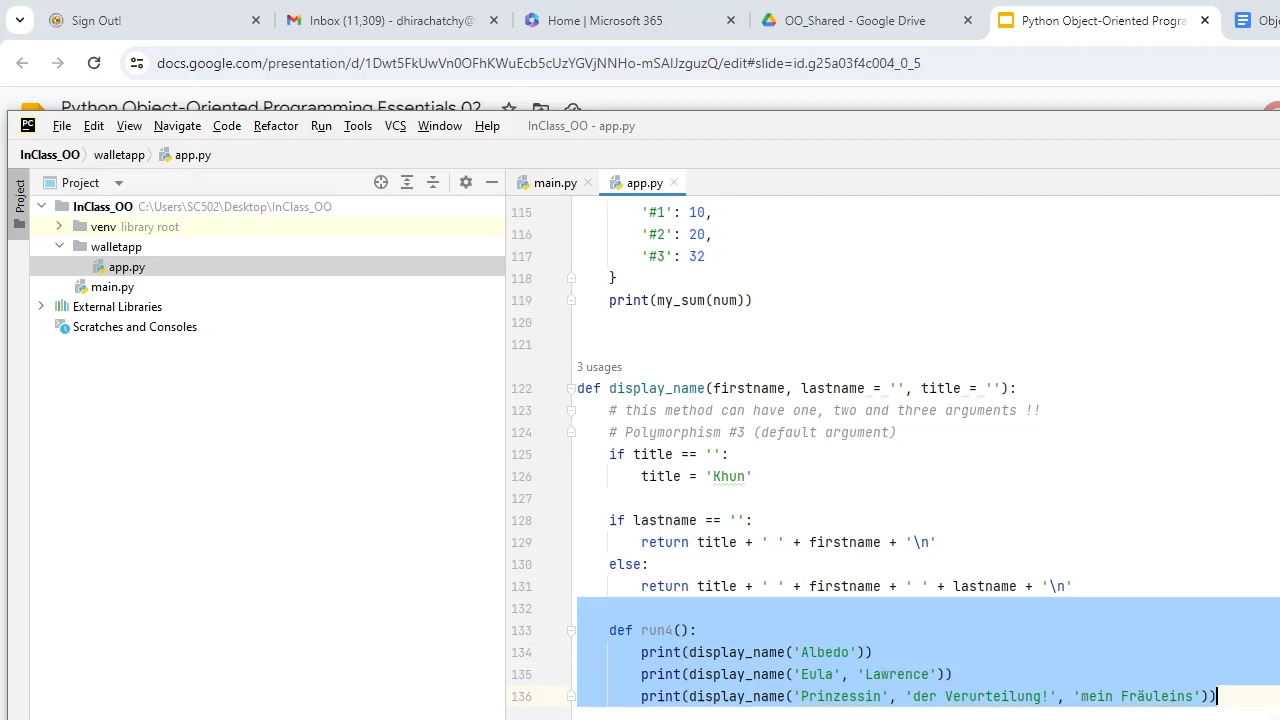 Sign Out!
Inbox (11,309) - dhirachatchy@
Home | Microsoft 365
OO_Shared - Google Drive
Python Object-Oriented Progra
Obj
docs.google.com/presentation/d/1Dwt5FkUwVn0OFhKWuEcb5cUzYGVjNNHo-mSAIJzguzQ/edit#slide=id.g25a03f4c004_0_5
Python Object-Oriented Programming Essentials 02
PC File Edit View Navigate Code Refactor Run Tools VCS Window Help InClass_OO - app.py
InClass_OO walletapp app.py
Project
Project
InClass_OO C:\Users\SC502\Desktop\InClass_OO
venv library root
walletapp
app.py
main.py
External Libraries
Scratches and Consoles
main.py app.py
115 '#1': 10,
116 '#2': 20,
117 '#3': 32
118 }
119 print(my_sum(num))
120
121
3 usages
122 def display_name(firstname, lastname = '', title = ''):
123 # this method can have one, two and three arguments !!
124 # Polymorphism #3 (default argument)
125 if title == '':
126 title = 'Khun'
127
128 if lastname == '':
129 return title + ' ' + firstname + '\n'
130 else:
131 return title + ' ' + firstname + ' ' + lastname + '\n'
132
133 def run4():
134 print(display_name('Albedo'))
135 print(display_name('Eula', 'Lawrence'))
136 print(display_name('Prinzessin', 'der Verurteilung!', 'mein Fräuleins'))